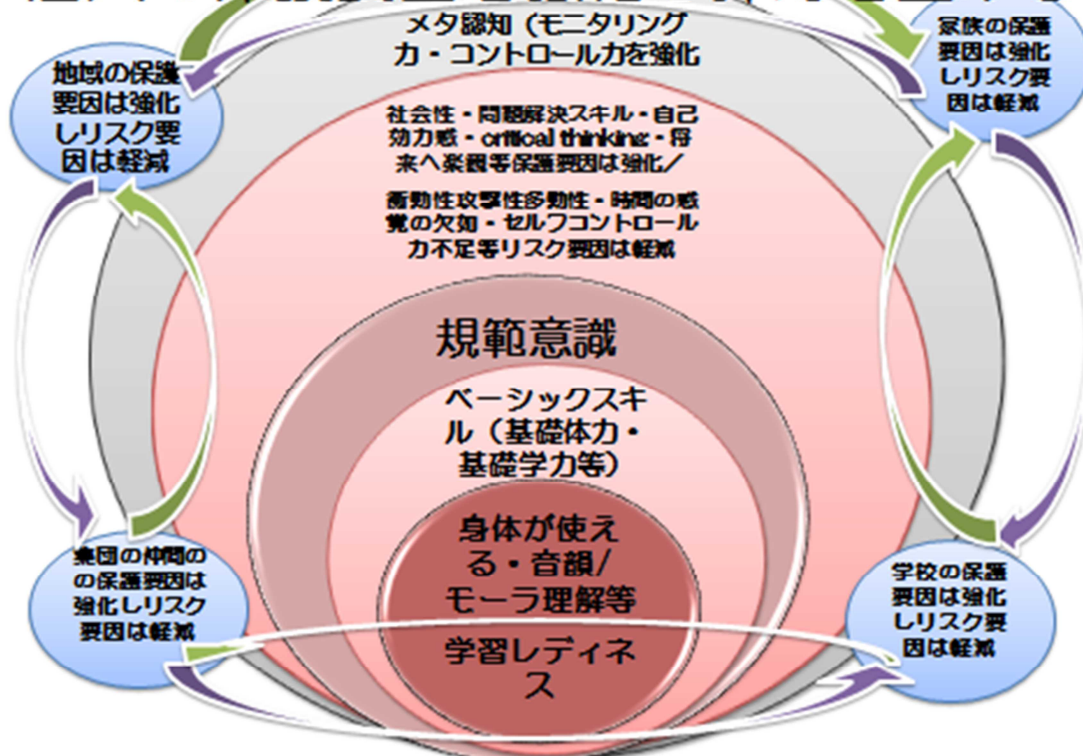 メタ認知（モニタリング
力・コントロール力を強化
家族の保護
要因は強化
しリスク要
因は軽減
地域の保護
要因は強化
しリスク要
因は軽減
社会性・問題解決スキル・自己
効力感・critical thinking・将
来へ楽観等保護要因は強化／
衝動性攻撃性多動性・時間の感
覚の欠如・セルフコントロール
力不足等リスク要因は軽減
規範意識
ベーシックスキ
ル（基礎体力・
基礎学力等）
身体が使え
る・音韻/
モーラ理解等
学習レディネ
ス
集団の仲間の
の保護要因は
強化しリスク
要因は軽減
学校の保護
要因は強化
しリスク要
因は軽減